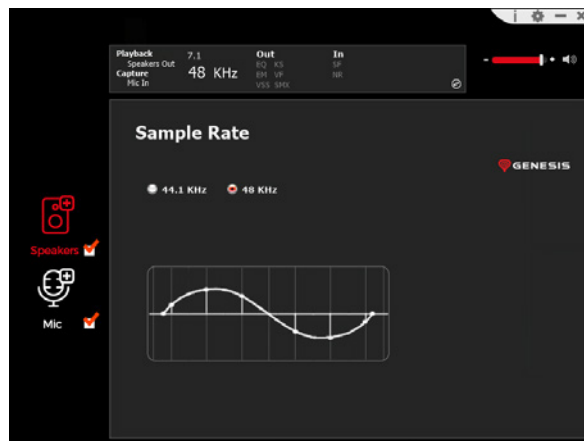 i
Playback 7.1 Out In
Speakers Out EQ KS SF
Capture 48 KHz EM VF NR
Mic In VSS SMX
Sample Rate
GENESIS
44.1 KHz 48 KHz
Speakers
Mic